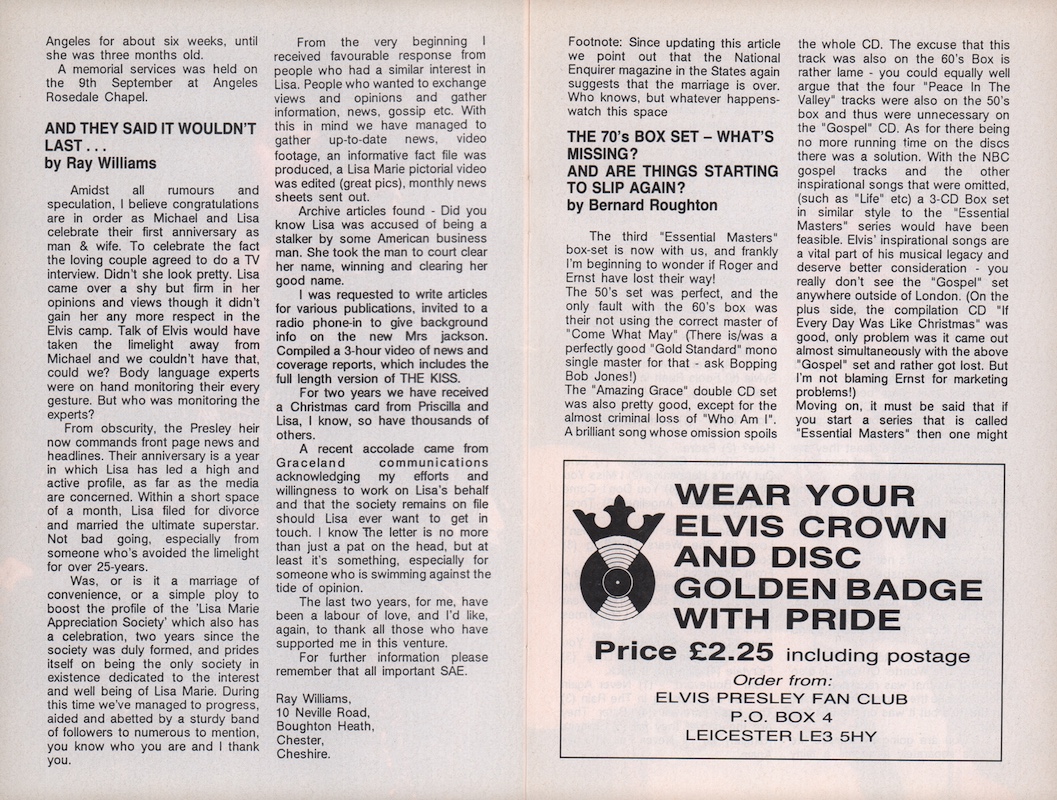 Angeles for about six weeks, until
she was three months old.
A memorial services was held on
the 9th September at Angeles
Rosedale Chapel.
AND THEY SAID IT WOULDN'T
LAST . . .
by Ray Williams
Amidst all rumours and
speculation, I believe congratulations
are in order as Michael and Lisa
celebrate their first anniversary as
man & wife. To celebrate the fact
the loving couple agreed to do a TV
interview. Didn't she look pretty. Lisa
came over a shy but firm in her
opinions and views though it didn't
gain her any more respect in the
Elvis camp. Talk of Elvis would have
taken the limelight away from
Michael and we couldn't have that,
could we? Body language experts
were on hand monitoring their every
gesture. But who was monitoring the
experts?
From obscurity, the Presley heir
now commands front page news and
headlines. Their anniversary is a year
in which Lisa has led a high and
active profile, as far as the media
are concerned. Within a short space
of a month, Lisa filed for divorce
and married the ultimate superstar.
Not bad going, especially from
someone who's avoided the limelight
for over 25-years.
Was, or is it a marriage of
convenience, or a simple ploy to
boost the profile of the 'Lisa Marie
Appreciation Society' which also has
a celebration, two years since the
society was duly formed, and prides
itself on being the only society in
existence dedicated to the interest
and well being of Lisa Marie. During
this time we've managed to progress,
aided and abetted by a sturdy band
of followers to numerous to mention,
you know who you are and I thank
you.
From the very beginning I
received favourable response from
people who had a similar interest in
Lisa. People who wanted to exchange
views and opinions and gather
information, news, gossip etc. With
this in mind we have managed to
gather up-to-date news, video
footage, an informative fact file was
produced, a Lisa Marie pictorial video
was edited (great pics), monthly news
sheets sent out.
Archive articles found - Did you
know Lisa was accused of being a
stalker by some American business
man. She took the man to court clear
her name, winning and clearing her
good name.
I was requested to write articles
for various publications, invited to a
radio phone-in to give background
info on the new Mrs jackson.
Compiled a 3-hour video of news and
coverage reports, which includes the
full length version of THE KISS.
For two years we have received
a Christmas card from Priscilla and
Lisa, I know, so have thousands of
others.
A recent accolade came from
Graceland communications
acknowledging my efforts and
willingness to work on Lisa's behalf
and that the society remains on file
should Lisa ever want to get in
touch. I know The letter is no more
than just a pat on the head, but at
least it's something, especially for
someone who is swimming against the
tide of opinion.
The last two years, for me, have
been a labour of love, and I'd like,
again, to thank all those who have
supported me in this venture.
For further information please
remember that all important SAE.
Ray Williams,
10 Neville Road,
Boughton Heath,
Chester,
Cheshire.
Footnote: Since updating this article
we point out that the National
Enquirer magazine in the States again
suggests that the marriage is over.
Who knows, but whatever happens-
watch this space
THE 70's BOX SET – WHAT'S
MISSING?
AND ARE THINGS STARTING
TO SLIP AGAIN?
by Bernard Roughton
The third "Essential Masters"
box-set is now with us, and frankly
I'm beginning to wonder if Roger and
Ernst have lost their way!
The 50's set was perfect, and the
only fault with the 60's box was
their not using the correct master of
"Come What May" (There is/was a
perfectly good "Gold Standard" mono
single master for that - ask Bopping
Bob Jones!)
The "Amazing Grace" double CD set
was also pretty good, except for the
almost criminal loss of "Who Am I".
A brilliant song whose omission spoils
the whole CD. The excuse that this
track was also on the 60's Box is
rather lame - you could equally well
argue that the four "Peace In The
Valley" tracks were also on the 50's
box and thus were unnecessary on
the "Gospel" CD. As for there being
no more running time on the discs
there was a solution. With the NBC
gospel tracks and the other
inspirational songs that were omitted,
(such as "Life" etc) a 3-CD Box set
in similar style to the "Essential
Masters" series would have been
feasible. Elvis' inspirational songs are
a vital part of his musical legacy and
deserve better consideration - you
really don't see the "Gospel" set
anywhere outside of London. (On the
plus side, the compilation CD "If
Every Day Was Like Christmas" was
good, only problem was it came out
almost simultaneously with the above
"Gospel" set and rather got lost. But
I'm not blaming Ernst for marketing
problems!)
Moving on, it must be said that if
you start a series that is called
"Essential Masters" then one might
WEAR YOUR
ELVIS CROWN
AND DISC
GOLDEN BADGE
WITH PRIDE
Price £2.25 including postage
Order from:
ELVIS PRESLEY FAN CLUB
P.O. BOX 4
LEICESTER LE3 5HY